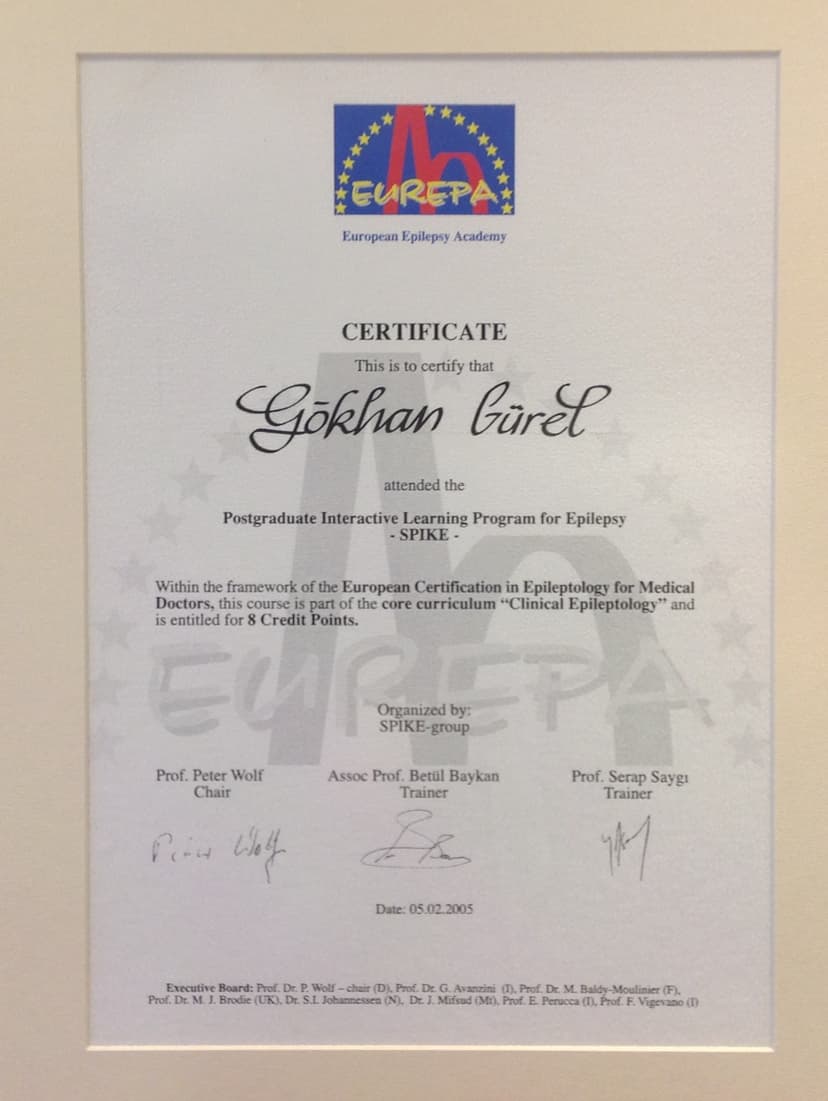 EUREPA
European Epilepsy Academy
CERTIFICATE
This is to certify that
Gökhan Gürel
attended the
Postgraduate Interactive Learning Program for Epilepsy
- SPIKE -
Within the framework of the European Certification in Epileptology for Medical
Doctors, this course is part of the core curriculum “Clinical Epileptology” and
is entitled for 8 Credit Points.
EUREPA
Organized by:
SPIKE-group
Prof. Peter Wolf Assoc Prof. Betül Baykan Prof. Serap Saygı
Chair Trainer Trainer
Peter Wolf
Date: 05.02.2005
Executive Board: Prof. Dr. P. Wolf – chair (D), Prof. Dr. G. Avanzini (I), Prof. Dr. M. Baldy-Moulinier (F),
Prof. Dr. M. J. Brodie (UK), Dr. S.I. Johannessen (N), Dr. J. Mifsud (Mt), Prof. E. Perucca (I), Prof. F. Vigevano (I)